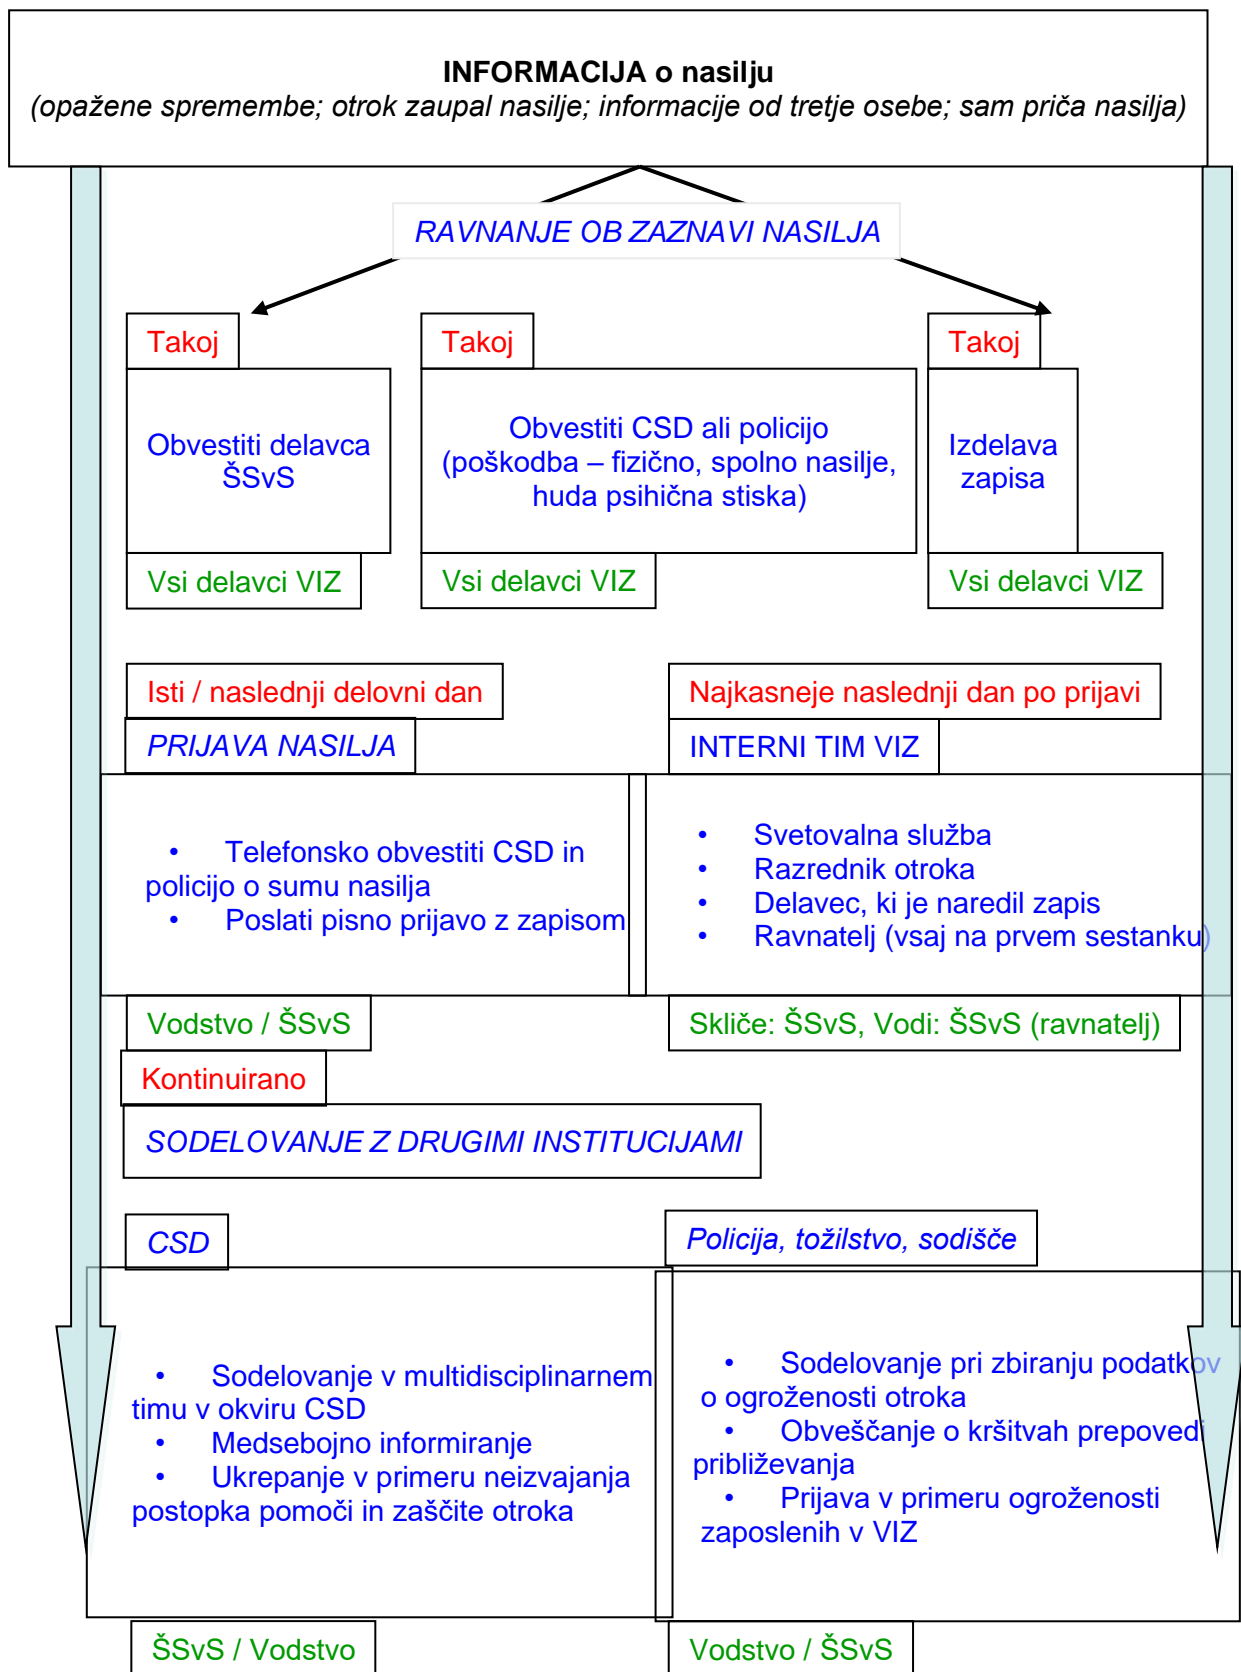 INFORMACIJA o nasilju
(opažene spremembe; otrok zaupal nasilje; informacije od tretje osebe; sam priča nasilja)
RAVNANJE OB ZAZNAVI NASILJA
Takoj
Obvestiti delavca
ŠSvS
Vsi delavci VIZ
Takoj
Obvestiti CSD ali policijo
(poškodba – fizično, spolno nasilje,
huda psihična stiska)
Vsi delavci VIZ
Takoj
Izdelava
zapisa
Vsi delavci VIZ
Isti / naslednji delovni dan
PRIJAVA NASILJA
• Telefonsko obvestiti CSD in
policijo o sumu nasilja
• Poslati pisno prijavo z zapisom
Vodstvo / ŠSvS
Najkasneje naslednji dan po prijavi
INTERNI TIM VIZ
• Svetovalna služba
• Razrednik otroka
• Delavec, ki je naredil zapis
• Ravnatelj (vsaj na prvem sestanku)
Skliče: ŠSvS, Vodi: ŠSvS (ravnatelj)
Kontinuirano
SODELOVANJE Z DRUGIMI INSTITUCIJAMI
CSD
• Sodelovanje v multidisciplinarnem
timu v okviru CSD
• Medsebojno informiranje
• Ukrepanje v primeru neizvajanja
postopka pomoči in zaščite otroka
ŠSvS / Vodstvo
Policija, tožilstvo, sodišče
• Sodelovanje pri zbiranju podatkov
o ogroženosti otroka
• Obveščanje o kršitvah prepovedi
približevanja
• Prijava v primeru ogroženosti
zaposlenih v VIZ
Vodstvo / ŠSvS